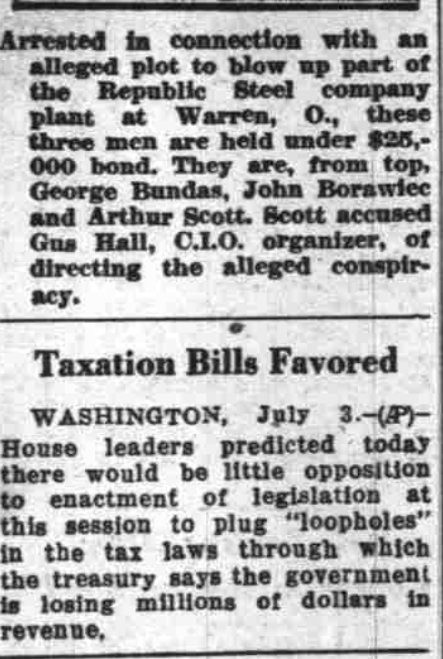 Arrested in connection with an
alleged plot to blow up part of
the Republic Steel company
plant at Warren, O., these
three men are held under $25,-
000 bond. They are, from top,
George Bundas, John Borawiec
and Arthur Scott. Scott accused
Gus Hall, C.I.O. organizer, of
directing the alleged conspir-
acy.
Taxation Bills Favored
WASHINGTON, July 3.—(AP)—
House leaders predicted today
there would be little opposition
to enactment of legislation at
this session to plug "loopholes"
in the tax laws through which
the treasury says the government
is losing millions of dollars in
revenue.